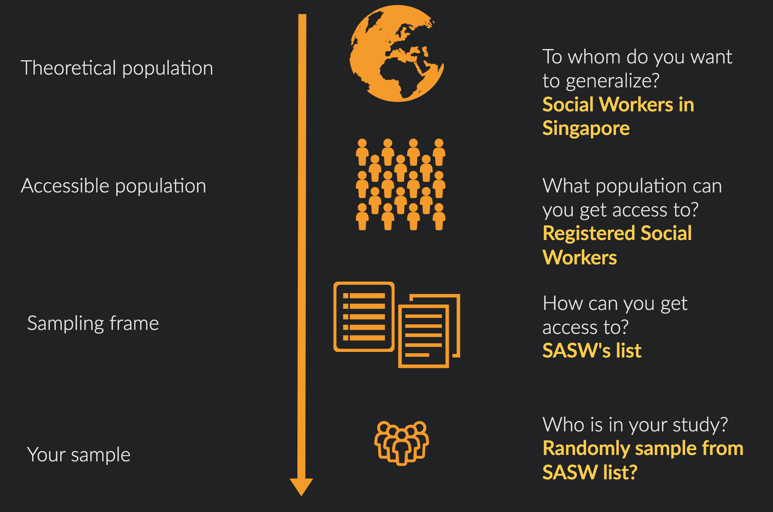 Theoretical population
To whom do you want
to generalize?
Social Workers in
Singapore
Accessible population
What population can
you get access to?
Registered Social
Workers
Sampling frame
How can you get
access to?
SASW's list
Your sample
Who is in your study?
Randomly sample from
SASW list?